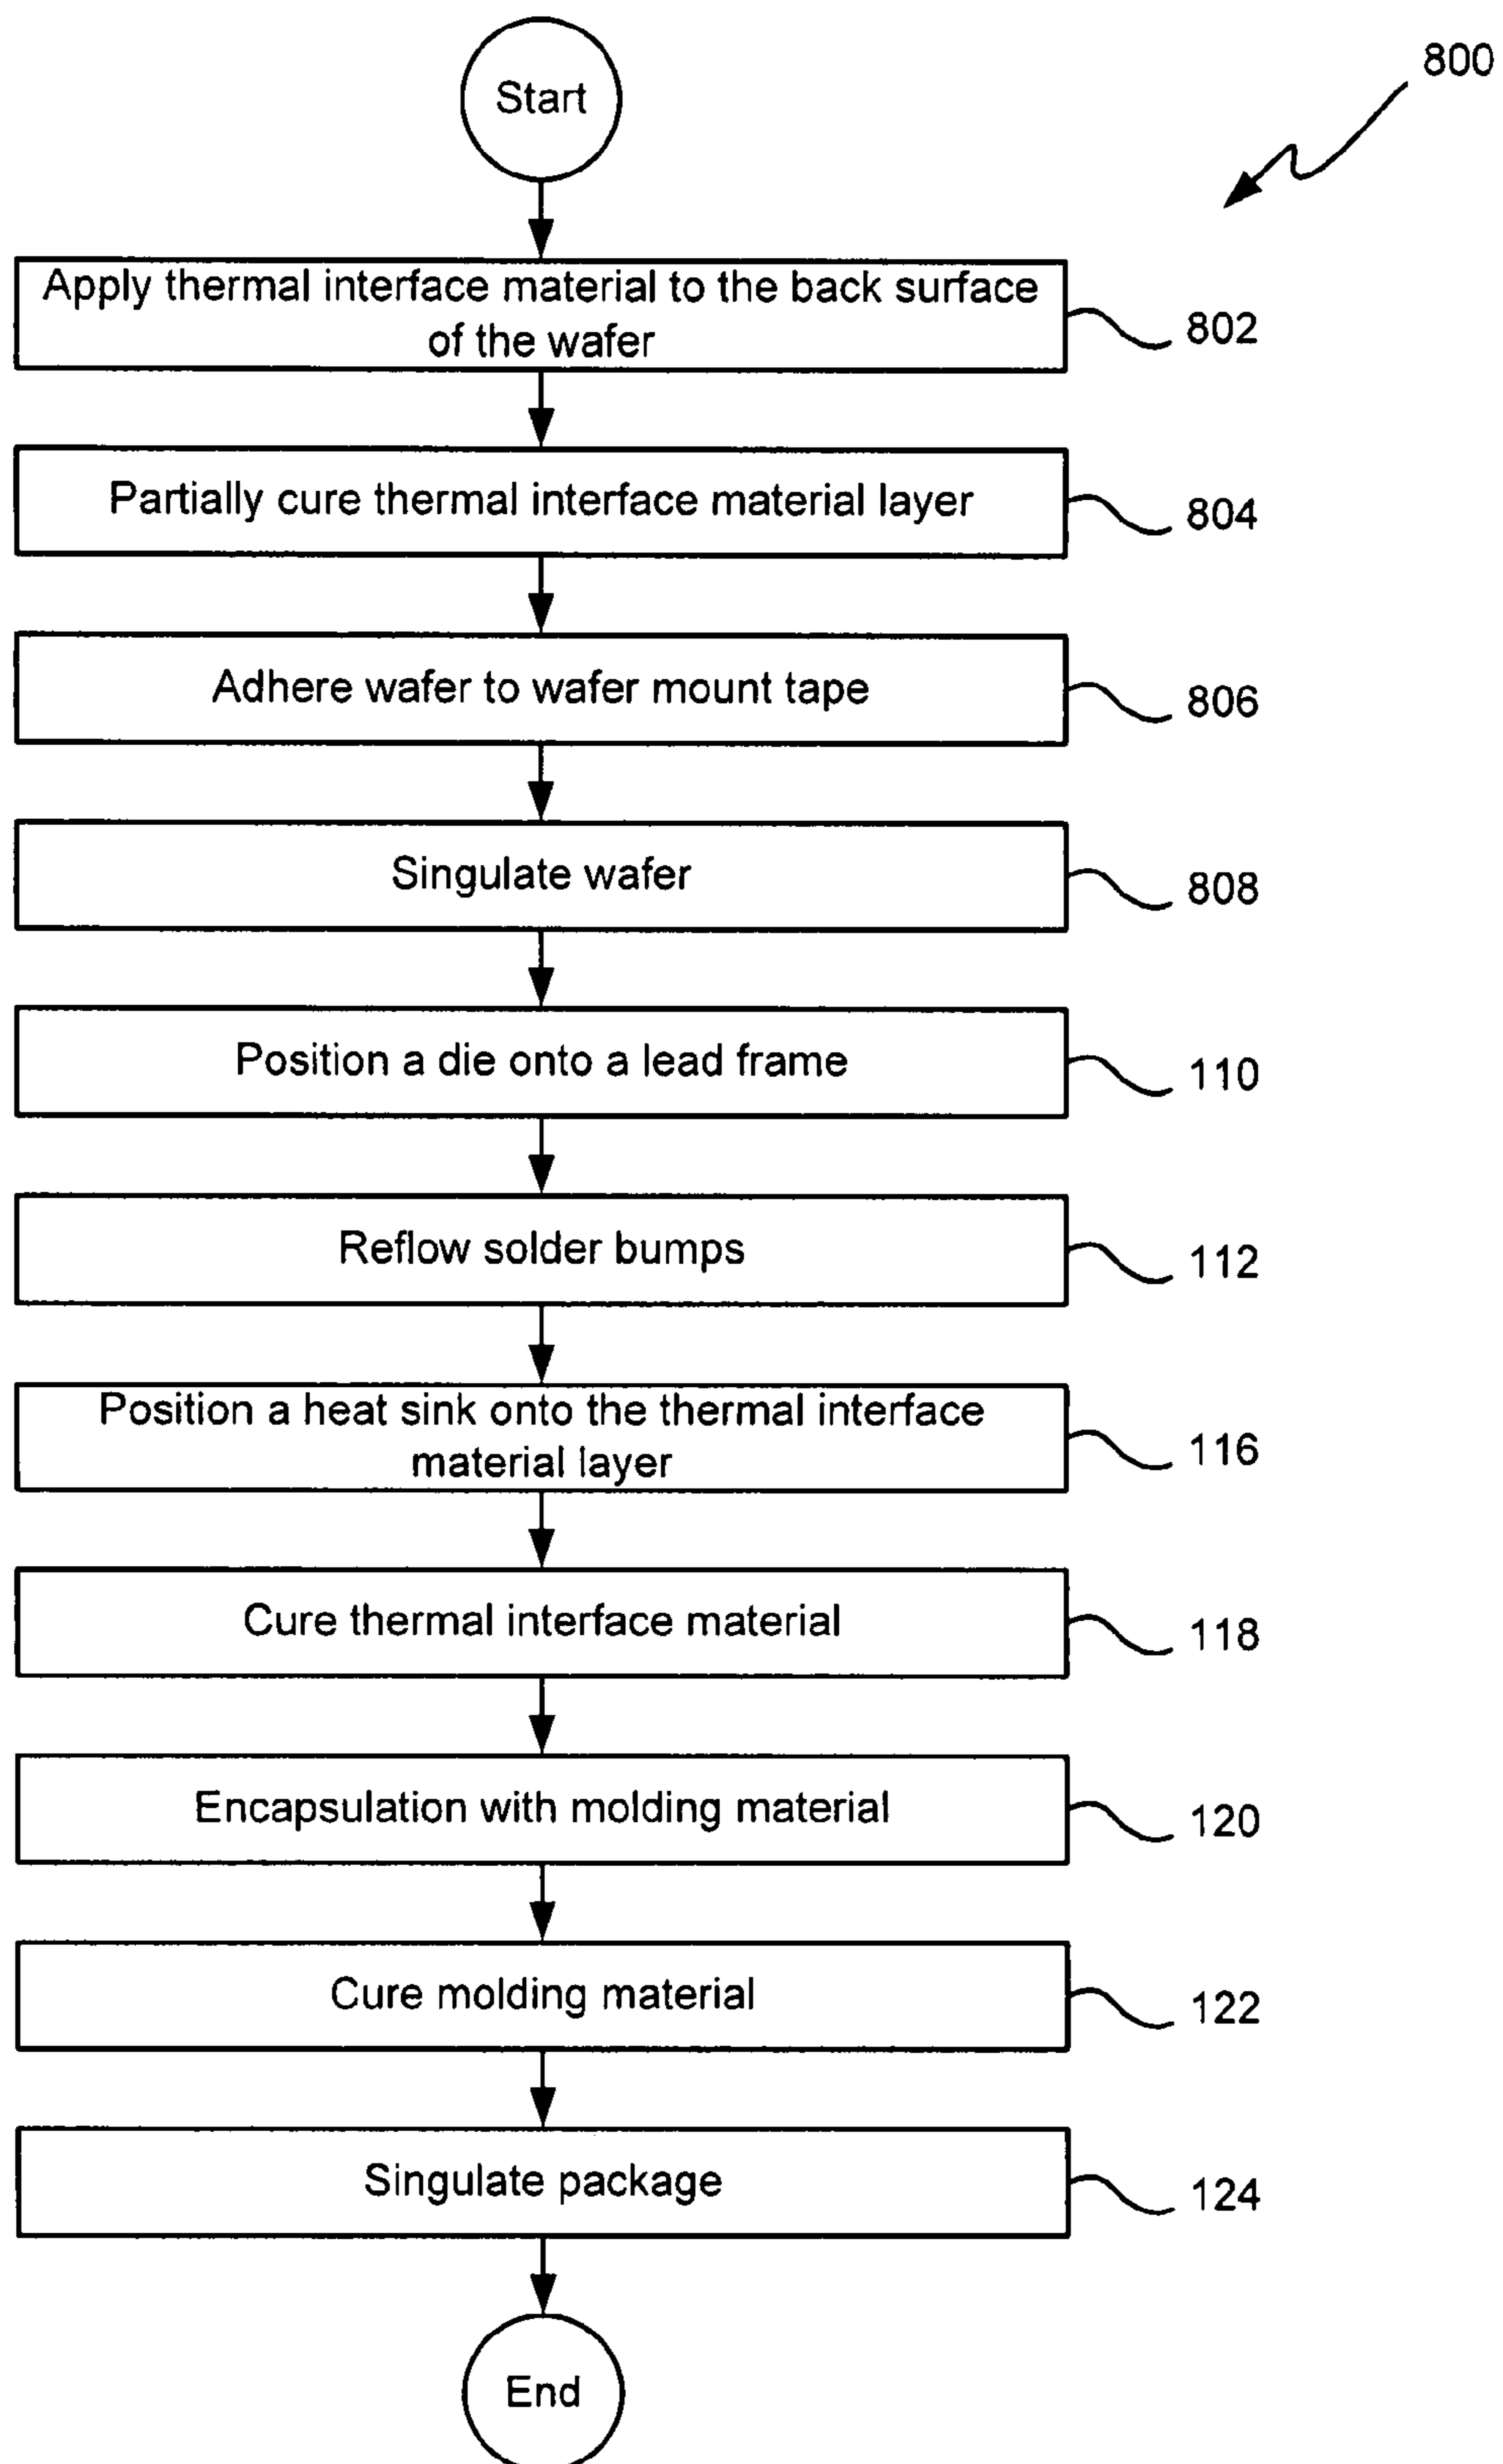 800
Start
Apply thermal interface material to the back surface
of the wafer
802
Partially cure thermal interface material layer
804
Adhere wafer to wafer mount tape
806
Singulate wafer
808
Position a die onto a lead frame
110
Reflow solder bumps
112
Position a heat sink onto the thermal interface
material layer
116
Cure thermal interface material
118
Encapsulation with molding material
120
Cure molding material
122
Singulate package
124
End